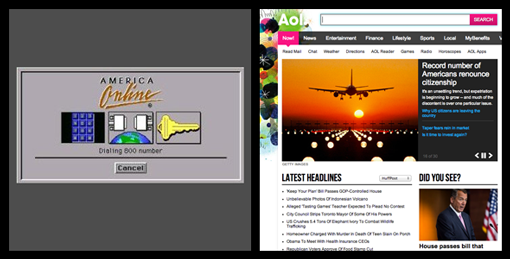 AMERICA
Online
®
Dialing 800 number
Cancel
Aol.
SEARCH
Now! News Entertainment Finance Lifestyle Sports Local MyBenefits
Read Mail Chat Weather Directions AOL Reader Games Radio Horoscopes AOL Apps
Record number of
Americans renounce
citizenship
It's an unsettling trend, but expatriation
is beginning to grow — and much of the
discontent is over one particular issue.
Why US citizens are leaving the
country
Taper fears rein in market
Is it time to invest again?
GETTY IMAGES
LATEST HEADLINES
HuffPost
'Keep Your Plan' Bill Passes GOP-Controlled House
Unbelievable Photos Of Indonesian Volcano
Alleged 'Fasting Games' Teacher Expected To Plead No Contest
City Council Strips Toronto Mayor Of Some Of His Powers
US Crushes 5.4 Tons Of Elephant Ivory To Combat Wildlife
Trafficking
Homeowner Charged With Murder In Death Of Teen Slain On Porch
Obama To Meet With Health Insurance CEOs
Republican Voters Approve Of Food Stamp Cut
DID YOU SEE?
House passes bill that